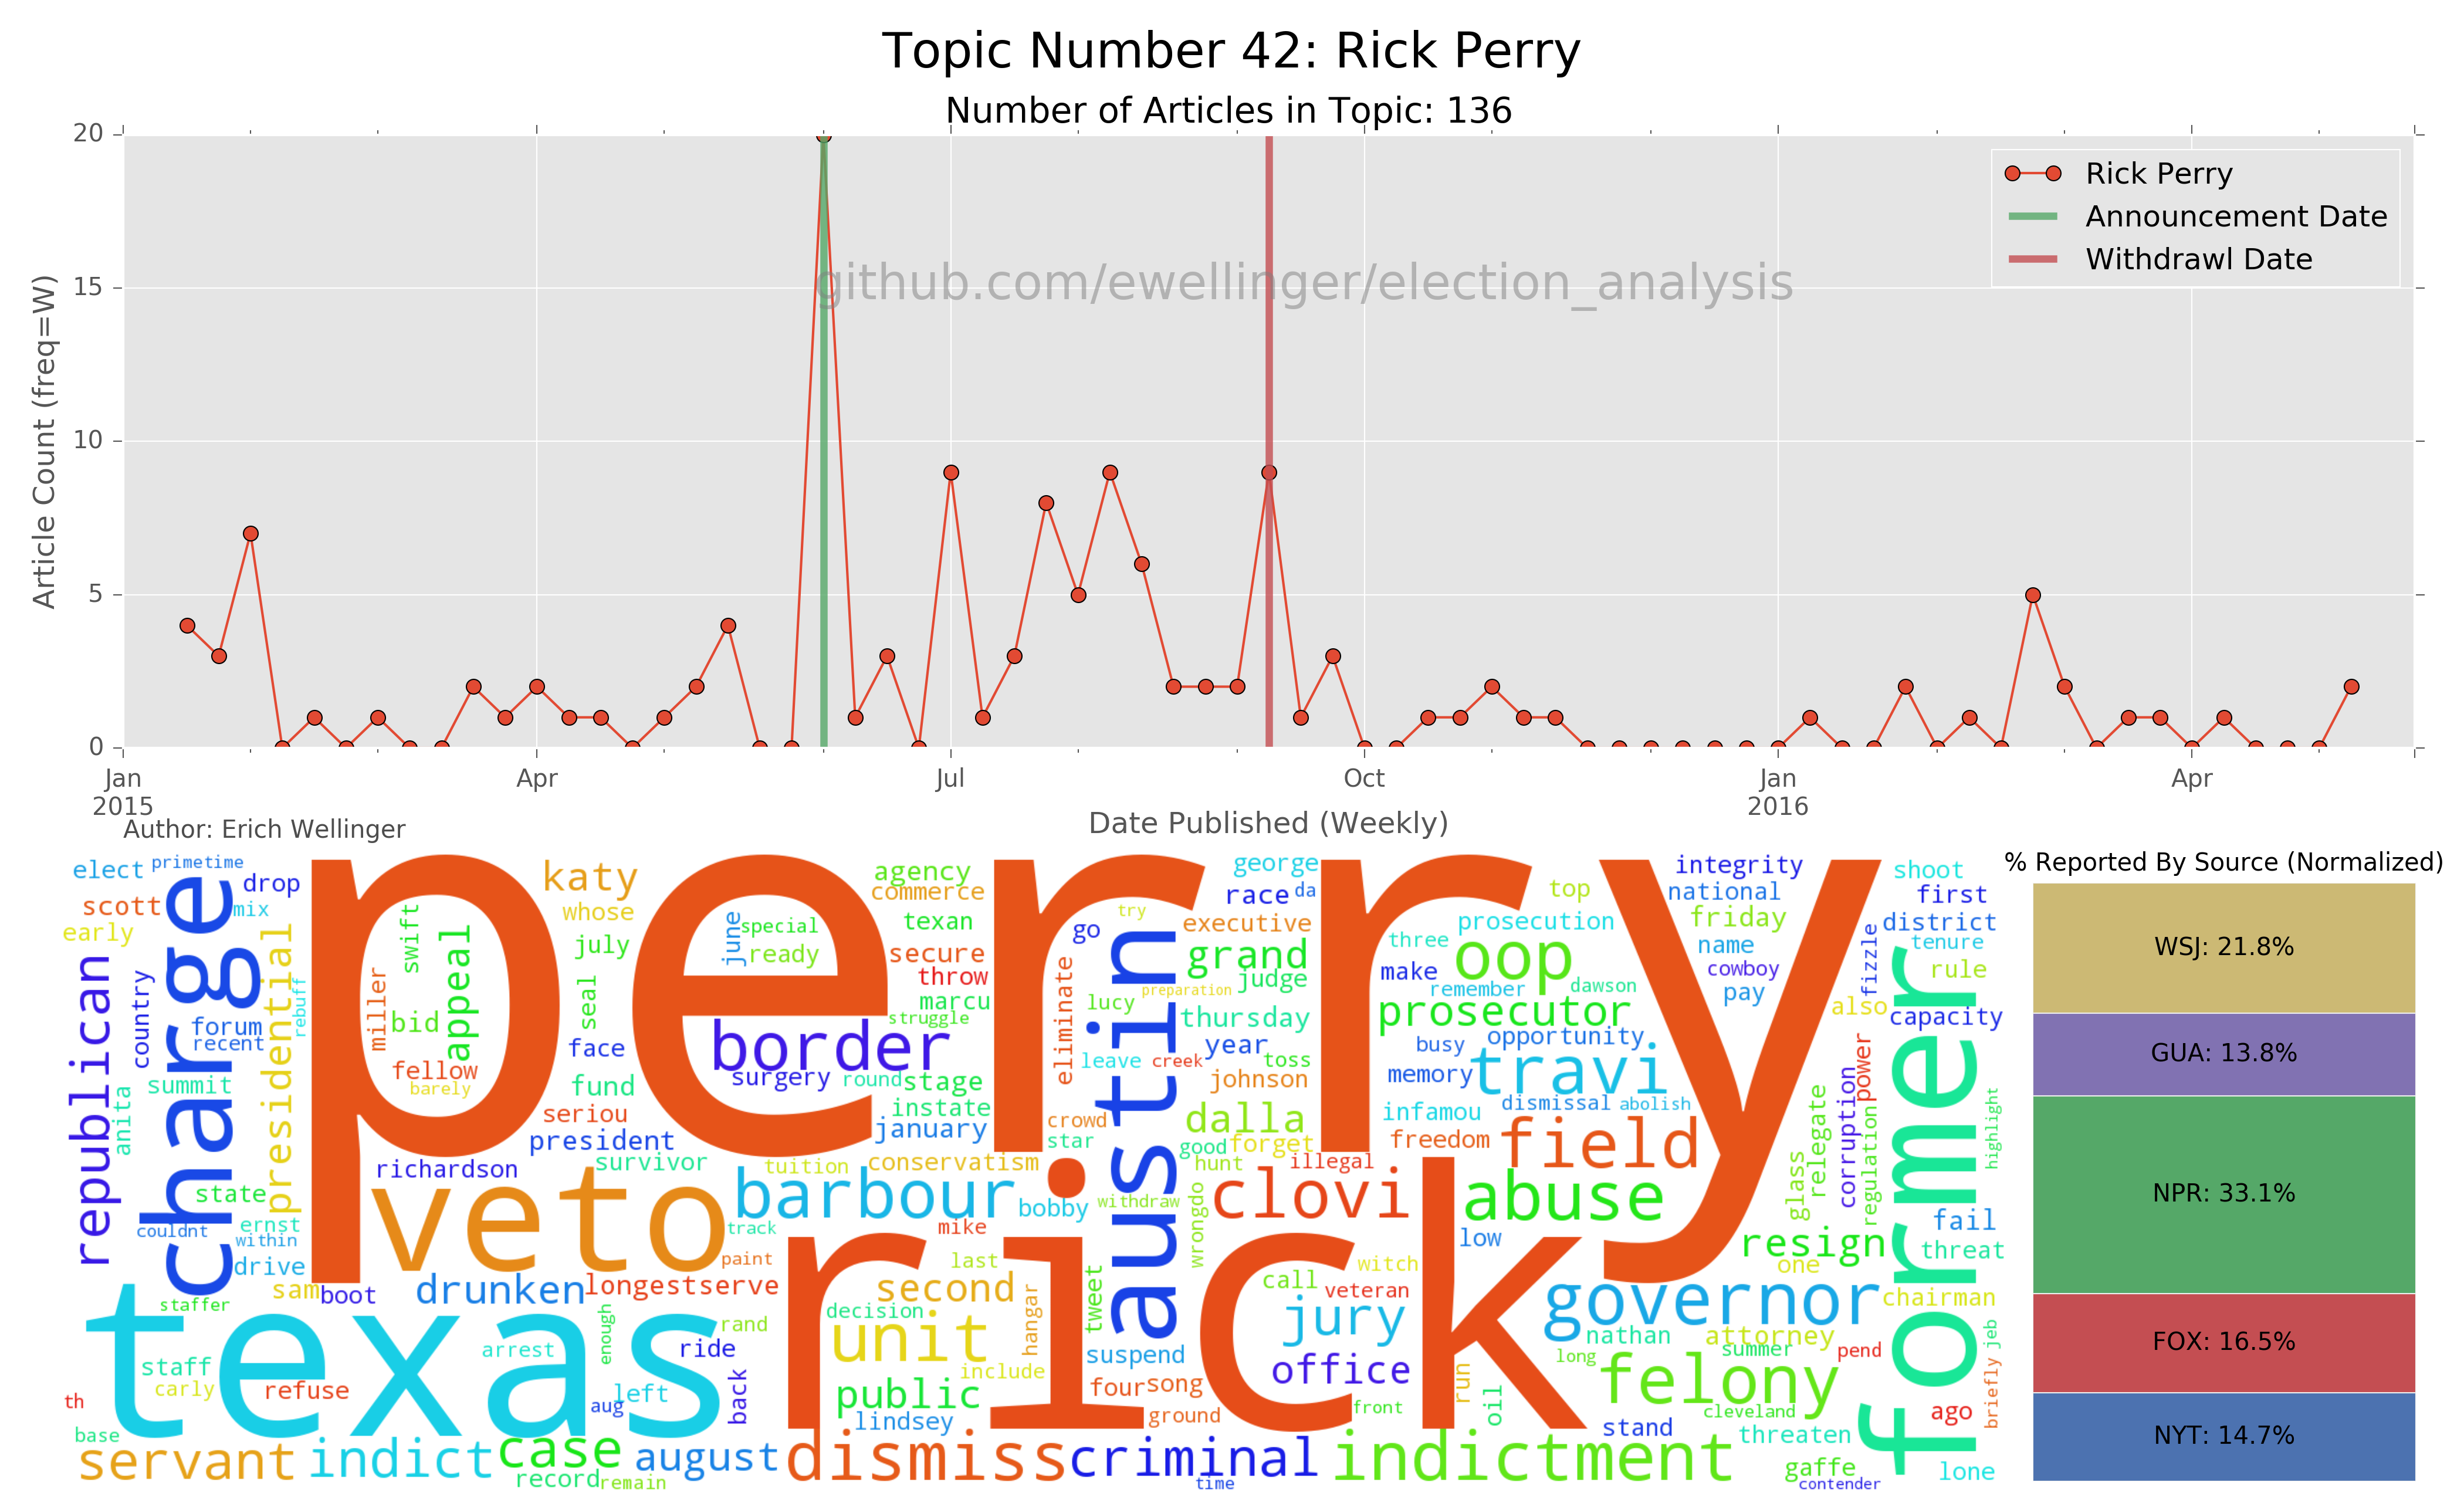 Topic Number 42: Rick Perry
Number of Articles in Topic: 136
20
15
10
5
0
Article Count (freq=W)
Rick Perry
Announcement Date
Withdrawl Date
github.com/ewellinger/election_analysis
Jan
2015
Apr
Jul
Oct
Jan
2016
Apr
Author: Erich Wellinger
Date Published (Weekly)
perry
rick
texas
austin
former
charge
veto
republican
presidential
elect
primetime
drop
scott
mix
early
swift
appeal
miller
bid
fellow
barely
country
forum
recent
rebuff
summit
anita
state
couldnt
ernst
within
drive
sam
boot
staffer
katy
whose
july
seal
face
fund
seriou
president
richardson
survivor
june
special
ready
border
surgery
round
stage
instate
january
tuition
conservatism
barbour
bobby
track
mike
paint
last
drunken
longestserve
second
decision
unit
hangar
include
public
lindsey
agency
commerce
texan
secure
throw
marcu
struggle
george
race
da
try
go
executive
grand
judge
eliminate
lucy
preparation
thursday
year
leave
creek
toss
johnson
dalla
crowd
star
good
forget
hunt
illegal
withdraw
wrongdo
clovi
abuse
low
witch
call
veteran
jury
office
tweet
suspend
four
song
ground
front
run
oil
top
prosecution
three
oop
make
remember
dawson
prosecutor
busy
opportunity
memory
travi
infamou
dismissal
abolish
freedom
field
integrity
national
friday
name
cowboy
pay
shoot
first
district
fizzle
tenure
rule
also
capacity
power
corruption
regulation
relegate
glass
highlight
fail
threat
resign
one
governor
chairman
nathan
attorney
summer
pend
long
felony
jeb
briefly
cleveland
ago
stand
threaten
gaffe
contender
lone
staff
carly
refuse
th
base
arrest
enough
rand
ride
left
aug
back
servant
indict
case
record
remain
august
dismiss
criminal
time
indictment
% Reported By Source (Normalized)
WSJ: 21.8%
GUA: 13.8%
NPR: 33.1%
FOX: 16.5%
NYT: 14.7%